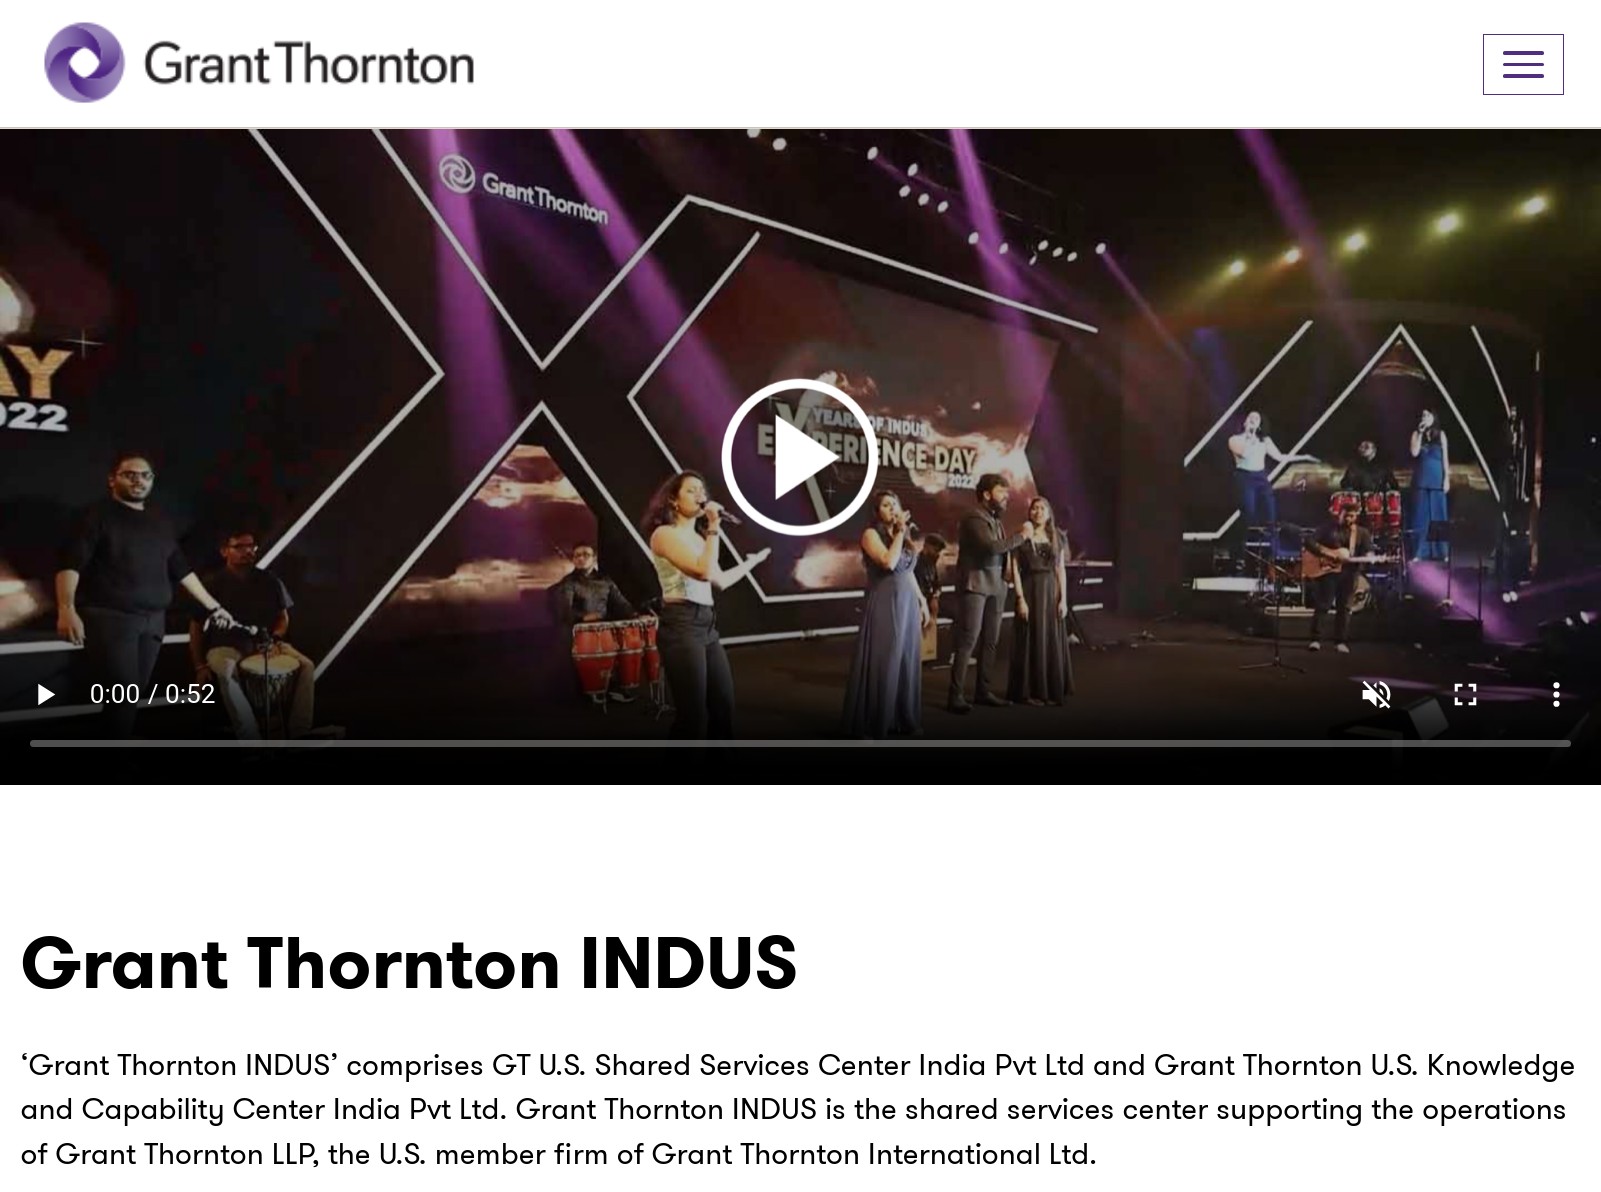 Grant Thornton
Grant Thornton
AY
022
YEARS OF INDUS
EXPERIENCE DAY
2022
0:00 / 0:52
Grant Thornton INDUS
‘Grant Thornton INDUS’ comprises GT U.S. Shared Services Center India Pvt Ltd and Grant Thornton U.S. Knowledge
and Capability Center India Pvt Ltd. Grant Thornton INDUS is the shared services center supporting the operations
of Grant Thornton LLP, the U.S. member firm of Grant Thornton International Ltd.